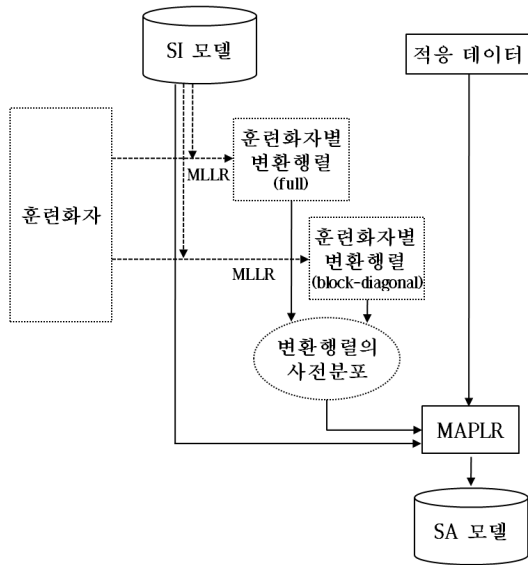 SI 모델
적응 데이터
훈련화자별
변환행렬
(full)
MLLR
훈련화자
훈련화자별
변환행렬
(block-diagonal)
MLLR
변환행렬의
사전분포
MAPLR
SA 모델